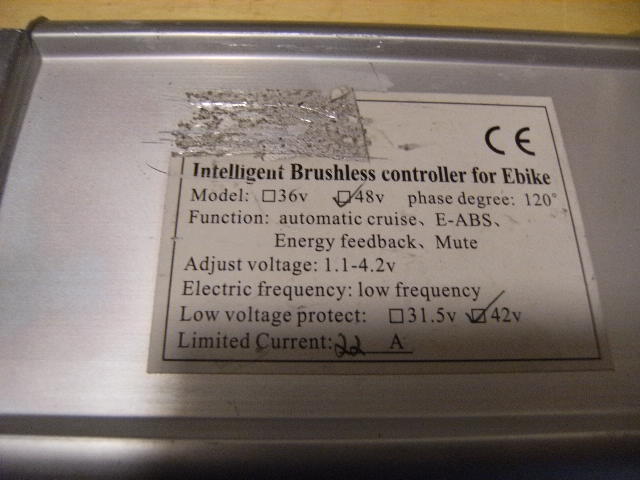 CE
Intelligent Brushless controller for Ebike
Model: □36v ☑48v phase degree: 120°
Function: automatic cruise、E-ABS、
Energy feedback、Mute
Adjust voltage: 1.1-4.2v
Electric frequency: low frequency
Low voltage protect: □31.5v ☑42v
Limited Current: 22 A